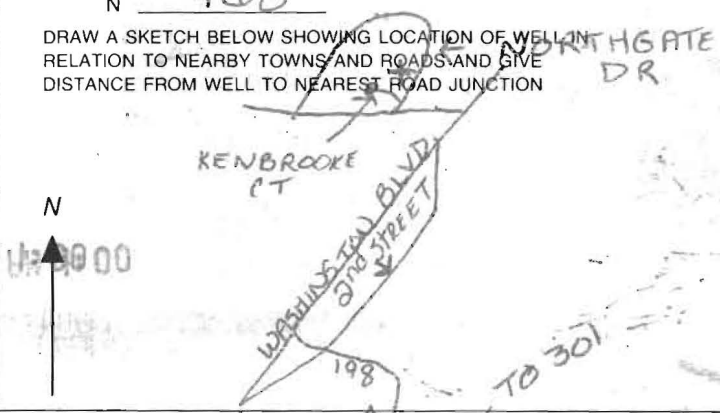 N
DRAW A SKETCH BELOW SHOWING LOCATION OF WELL IN
RELATION TO NEARBY TOWNS AND ROADS AND GIVE
DISTANCE FROM WELL TO NEAREST ROAD JUNCTION
NORTHGATE
DR
KENBROOKE
CT
N
WASHINGTON BLVD
2nd STREET
198
TO 301